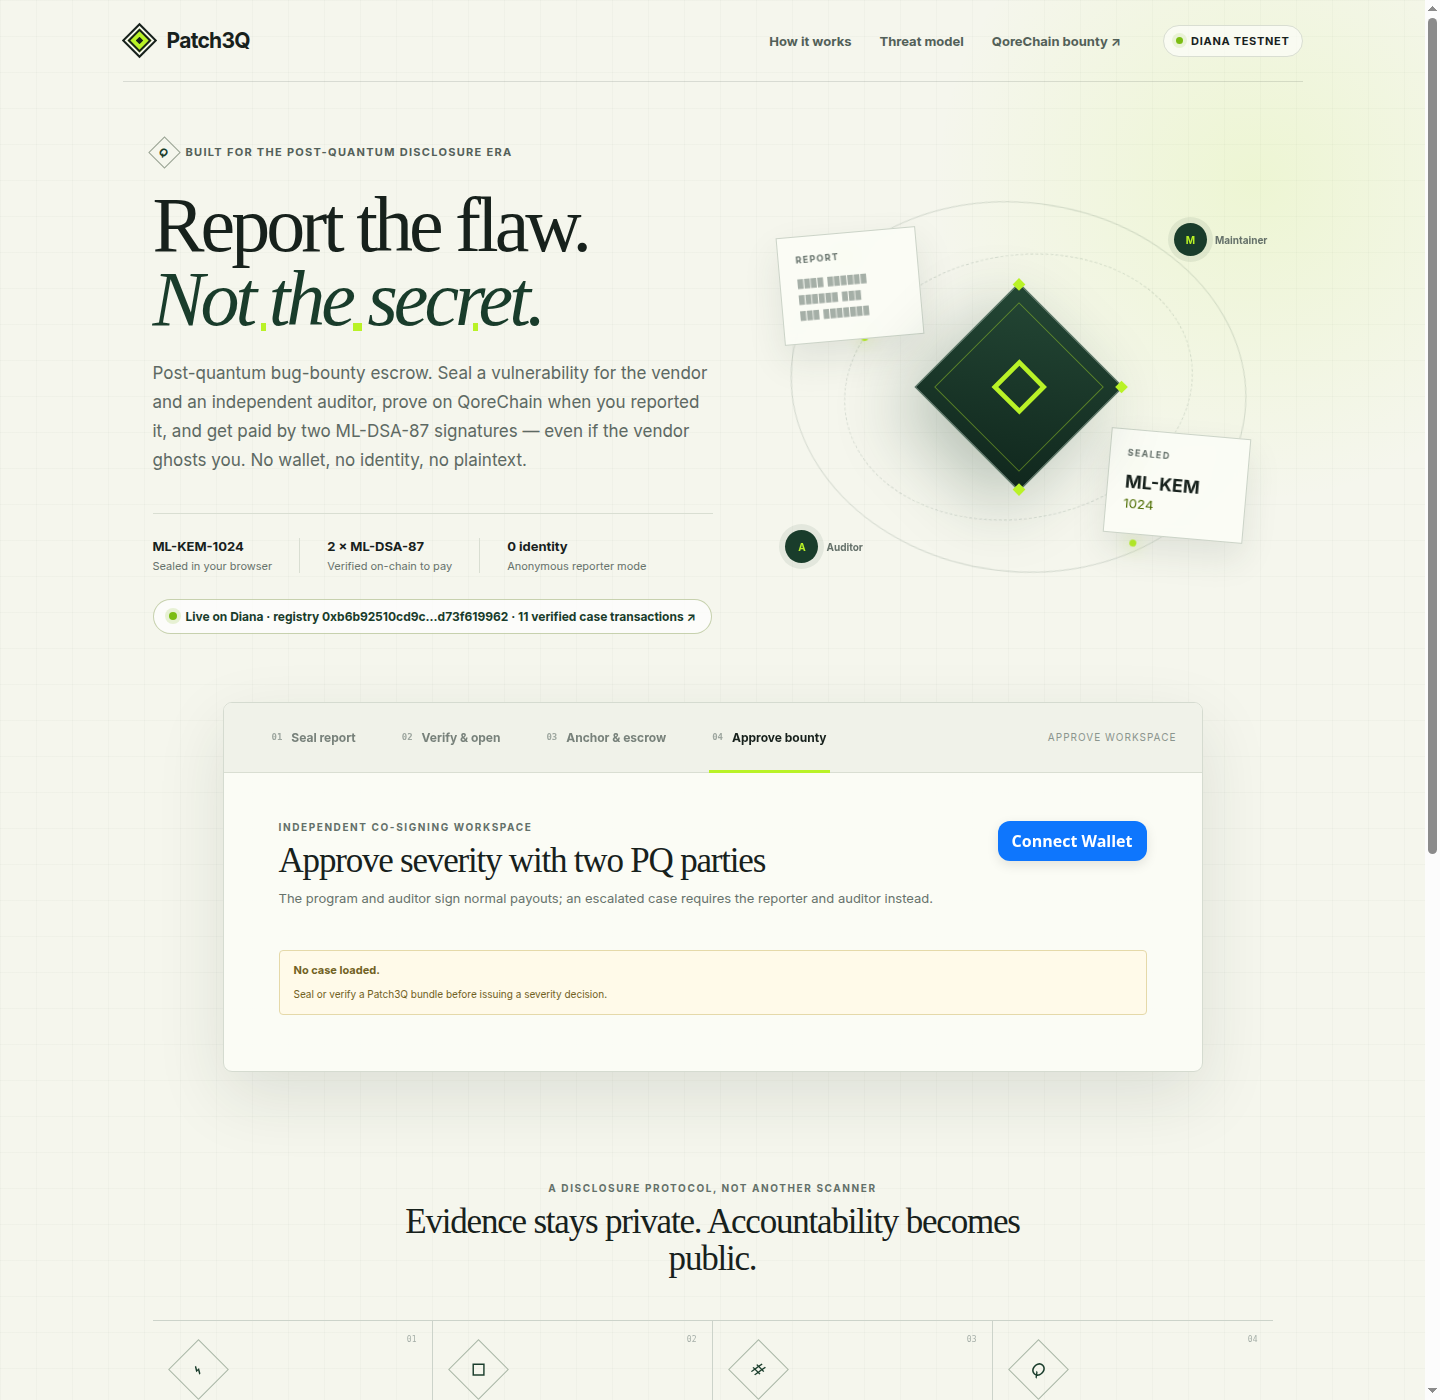 Patch3Q
How it works
Threat model
QoreChain bounty ↗
DIANA TESTNET
BUILT FOR THE POST-QUANTUM DISCLOSURE ERA
Report the flaw.
Not the secret.
Post-quantum bug-bounty escrow. Seal a vulnerability for the vendor
and an independent auditor, prove on QoreChain when you reported
it, and get paid by two ML-DSA-87 signatures — even if the vendor
ghosts you. No wallet, no identity, no plaintext.
ML-KEM-1024
Sealed in your browser
2 × ML-DSA-87
Verified on-chain to pay
0 identity
Anonymous reporter mode
Live on Diana · registry 0xb6b92510cd9c…d73f619962 · 11 verified case transactions ↗
REPORT
M
Maintainer
SEALED
ML-KEM
1024
A
Auditor
01 Seal report
02 Verify & open
03 Anchor & escrow
04 Approve bounty
APPROVE WORKSPACE
INDEPENDENT CO-SIGNING WORKSPACE
Approve severity with two PQ parties
The program and auditor sign normal payouts; an escalated case requires the reporter and auditor instead.
Connect Wallet
No case loaded.
Seal or verify a Patch3Q bundle before issuing a severity decision.
A DISCLOSURE PROTOCOL, NOT ANOTHER SCANNER
Evidence stays private. Accountability becomes
public.
01
02
03
04